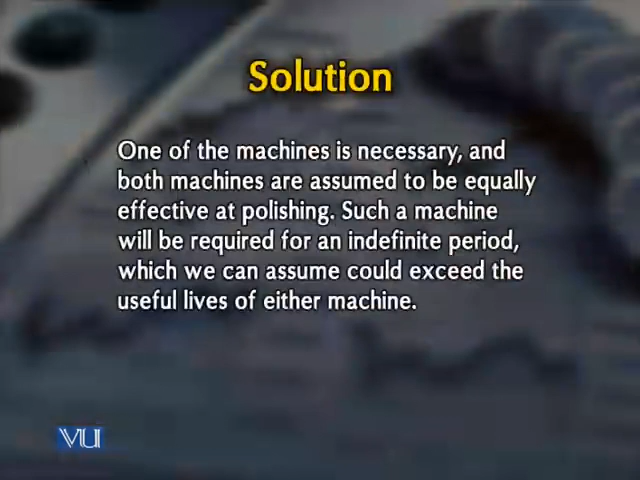 Solution
One of the machines is necessary, and
both machines are assumed to be equally
effective at polishing. Such a machine
will be required for an indefinite period,
which we can assume could exceed the
useful lives of either machine.
VU